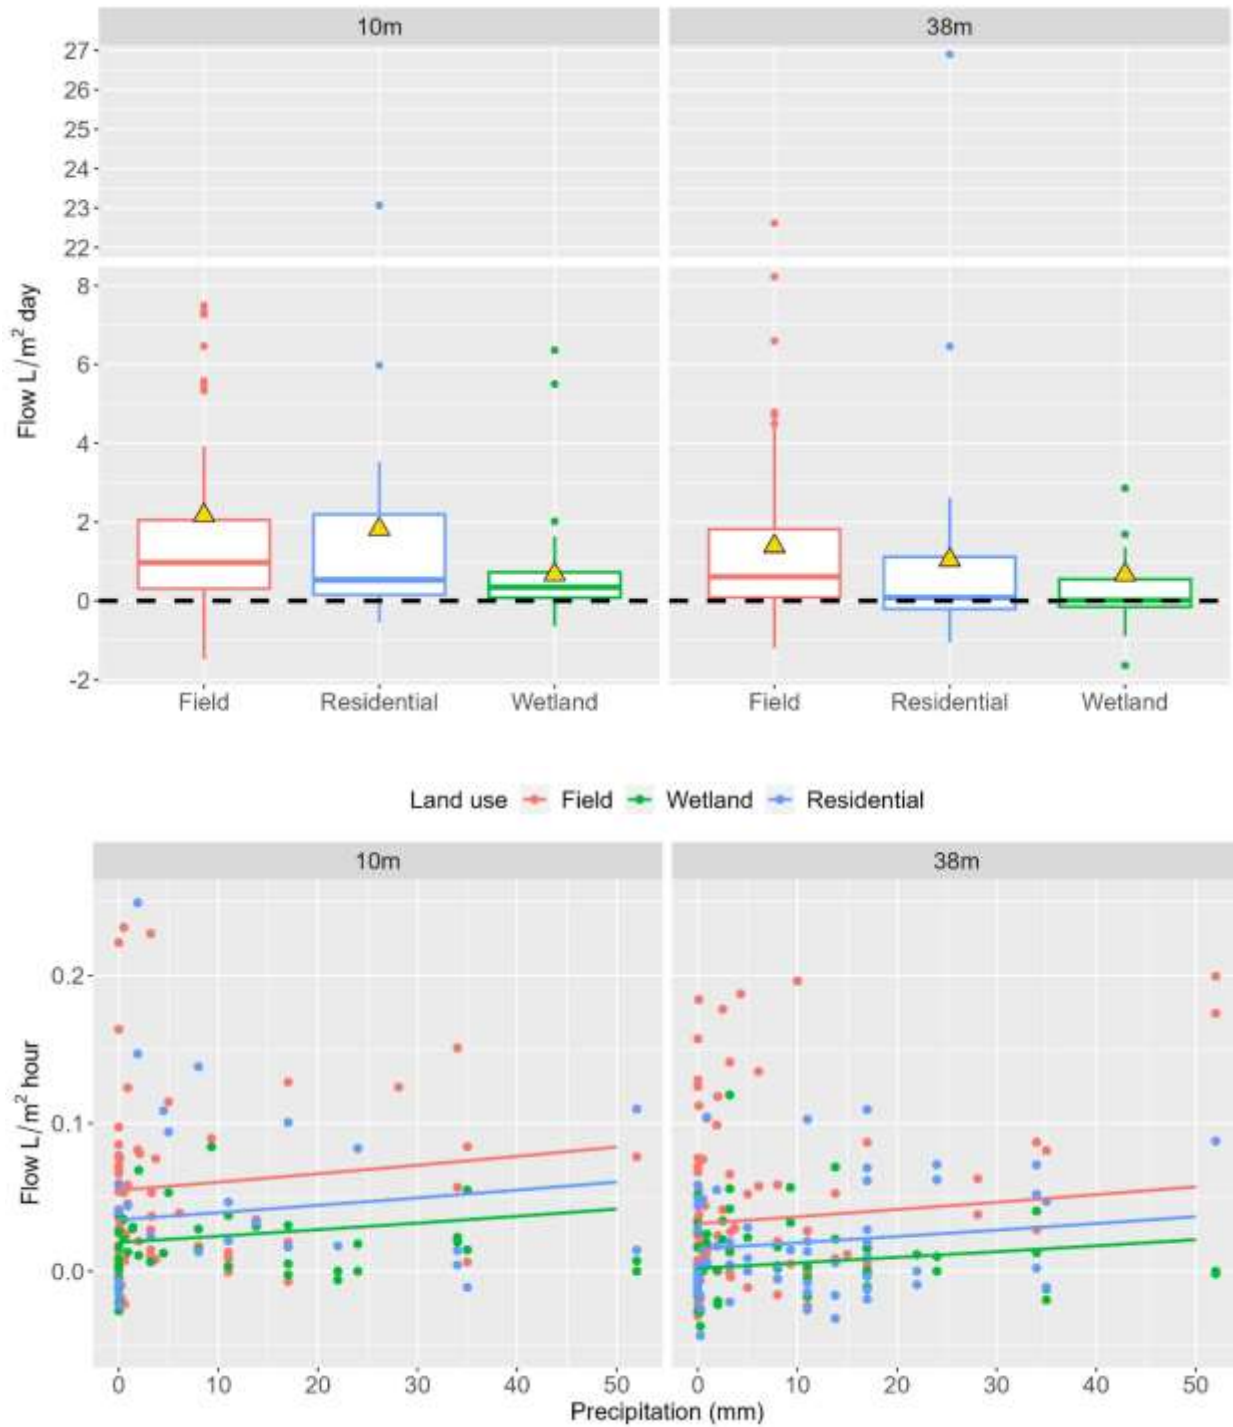 10m 38m
27
26
25
24
23
22
8
6
4
2
0
-2
Flow L/m² day
Field Residential Wetland Field Residential Wetland
Land use Field Wetland Residential
10m 38m
0.2
0.1
0.0
Flow L/m² hour
0 10 20 30 40 50 0 10 20 30 40 50
Precipitation (mm)